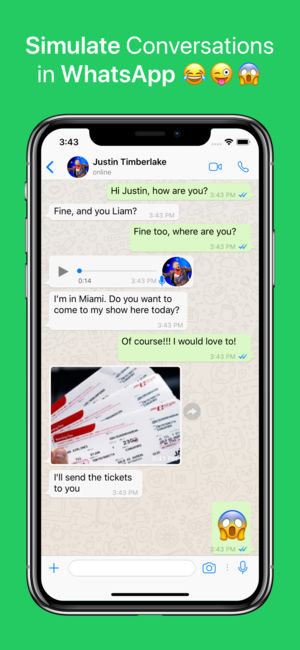 Simulate Conversations
in WhatsApp 😂 😜 😱
3:43
Justin Timberlake
online
Hi Justin, how are you? 3:43 PM
Fine, and you Liam? 3:43 PM
Fine too, where are you?
3:43 PM
0:14 3:43 PM
I'm in Miami. Do you want
to come to my show here today?
3:43 PM
Of course!!! I would love to!
3:43 PM
I'll send the tickets
to you 3:43 PM
😱
3:43 PM